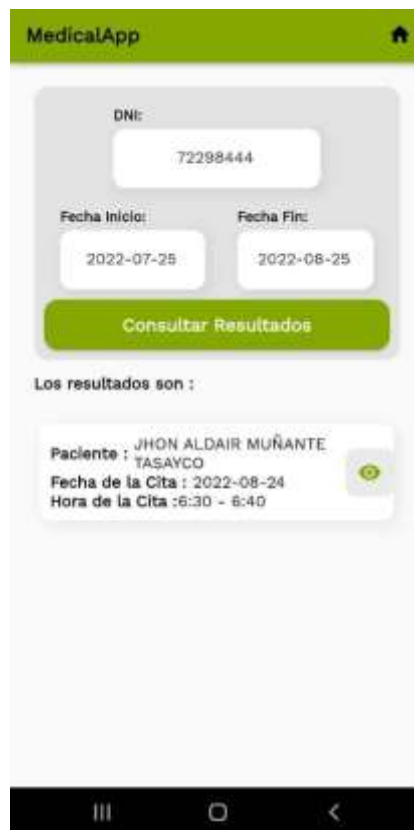 MedicalApp
DNI:
72298444
Fecha Inicio:
Fecha Fin:
2022-07-25
2022-08-25
Consultar Resultados
Los resultados son :
Paciente : JHON ALDAIR MUÑANTE
TASAYCO
Fecha de la Cita : 2022-08-24
Hora de la Cita :6:30 - 6:40